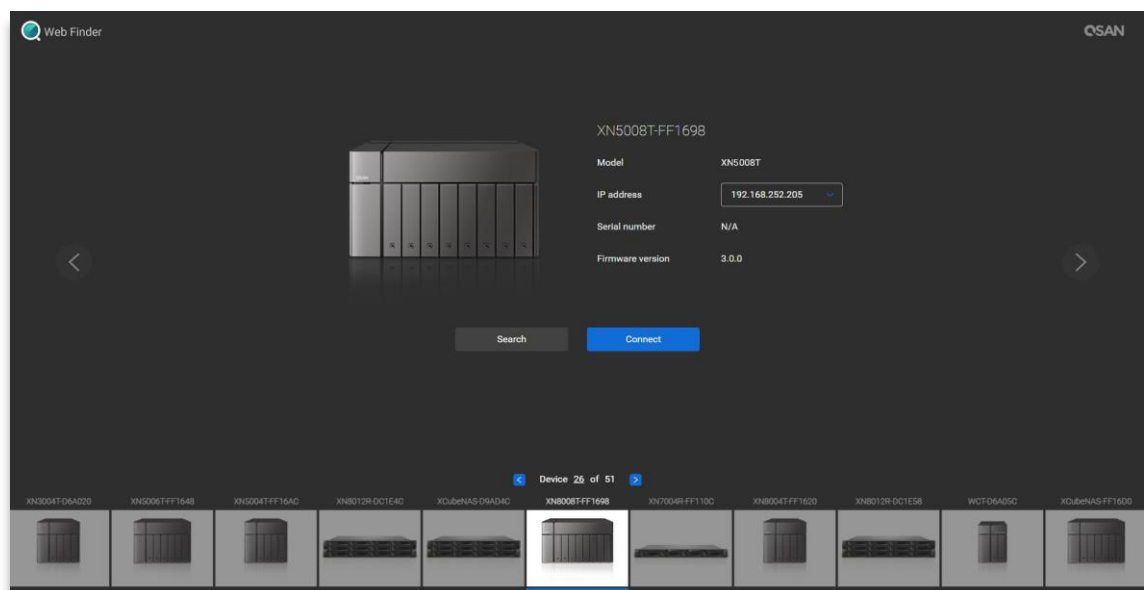 Web Finder
QSAN
XN5008T-FF1698
Model XN5008T
IP address 192.168.252.205
Serial number N/A
Firmware version 3.0.0
Search Connect
Device 26 of 51
XN3004T-D6A020 XN5006T-FF1648 XN5004T-FF16AC XN8012R-DC1E4C XCubeNAS-D9AD4C XN8008T-FF1698 XN7004R-FF110C XN8004T-FF1620 XN8012R-DC1E58 WCT-D6A05C XCubeNAS-FF16D0